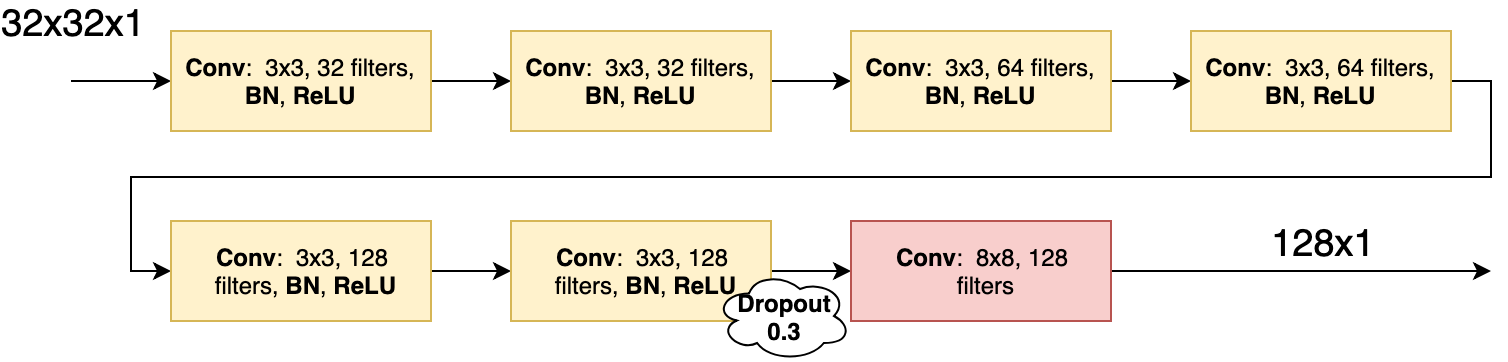 32x32x1
Conv: 3x3, 32 filters,
BN, ReLU
Conv: 3x3, 32 filters,
BN, ReLU
Conv: 3x3, 64 filters,
BN, ReLU
Conv: 3x3, 64 filters,
BN, ReLU
Conv: 3x3, 128
filters, BN, ReLU
Conv: 3x3, 128
filters, BN, ReLU
Dropout
0.3
Conv: 8x8, 128
filters
128x1